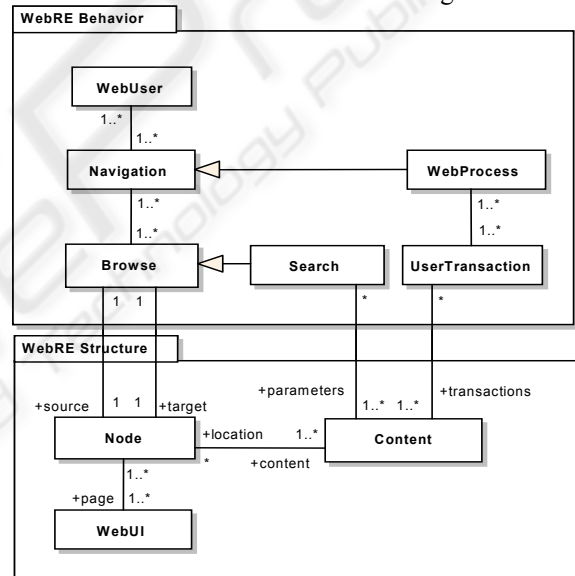 WebRE Behavior
WebUser
1..*
1..*
Navigation
WebProcess
1..*
1..*
1..*
1..*
Browse
Search
UserTransaction
1 1
*
*
WebRE Structure
+parameters
+transactions
+source 1 1 +target
1..* 1..*
Node
+location 1..*
Content
* +content
1..*
+page 1..*
WebUI